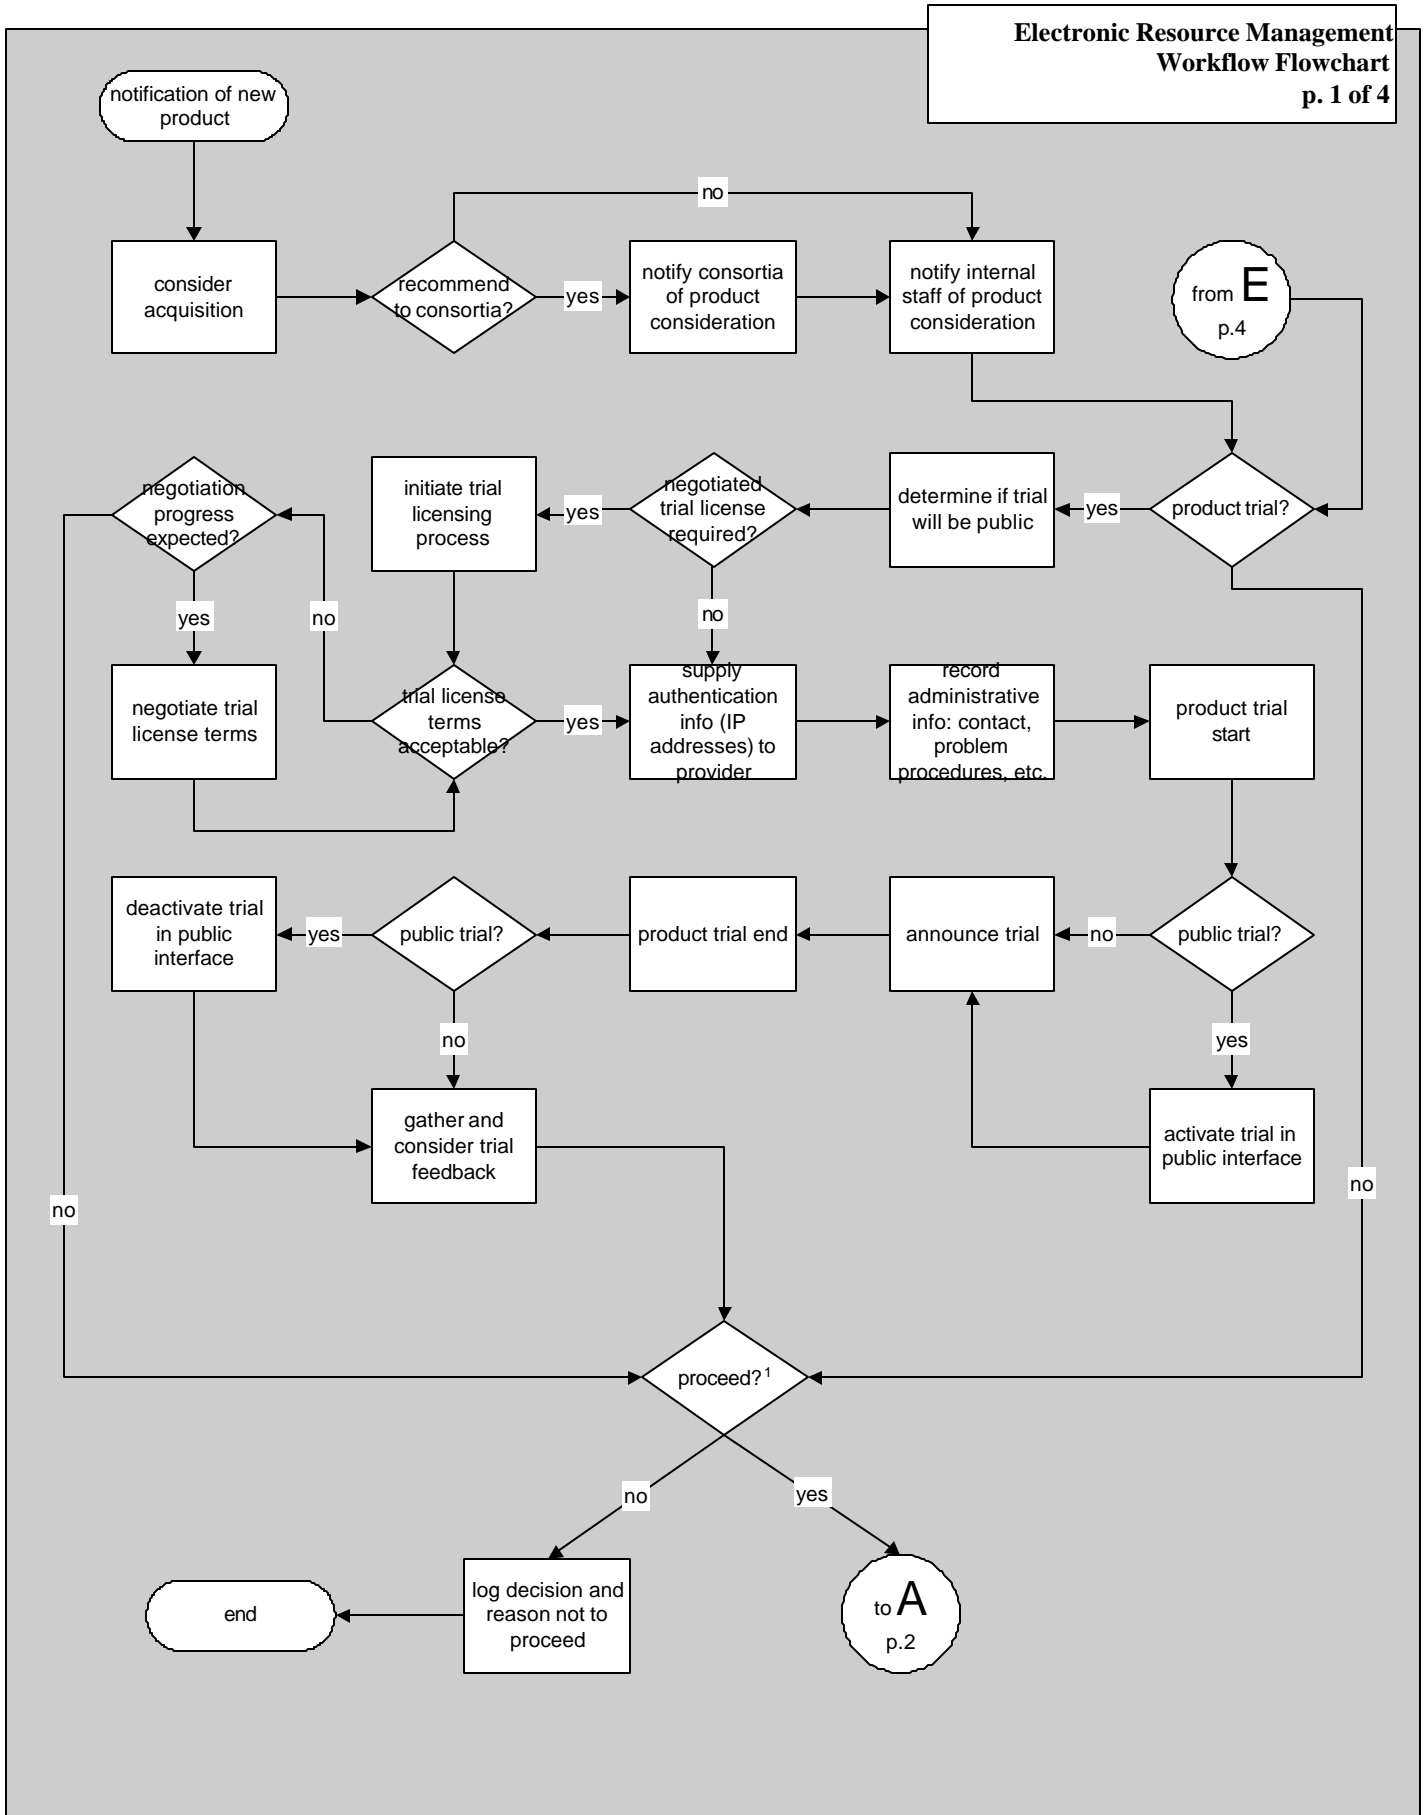 Electronic Resource Management
Workflow Flowchart
p. 1 of 4
notification of new
product
no
consider
acquisition
recommend
to consortia?
yes
notify consortia
of product
consideration
notify internal
staff of product
consideration
from E
p.4
negotiation
progress
expected?
initiate trial
licensing
process
yes
negotiated
trial license
required?
determine if trial
will be public
yes
product trial?
yes
no
no
negotiate trial
license terms
trial license
terms
acceptable?
yes
supply
authentication
info (IP
addresses) to
provider
record
administrative
info: contact,
problem
procedures, etc.
product trial
start
deactivate trial
in public
interface
yes
public trial?
product trial end
announce trial
no
public trial?
no
yes
gather and
consider trial
feedback
activate trial in
public interface
no
no
proceed?1
no
yes
end
log decision and
reason not to
proceed
to A
p.2